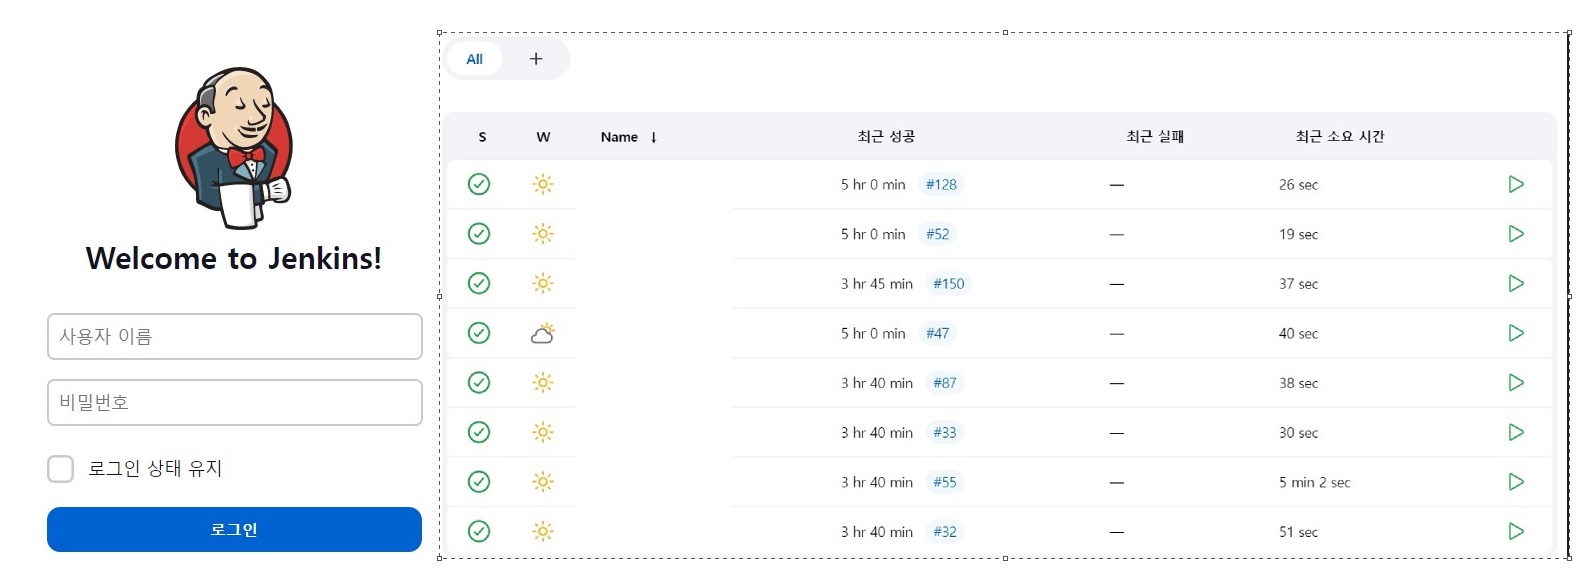 Welcome to Jenkins!
사용자 이름
비밀번호
로그인 상태 유지
로그인
All +
S W Name ↓ 최근 성공 최근 실패 최근 소요 시간
5 hr 0 min #128 — 26 sec
5 hr 0 min #52 — 19 sec
3 hr 45 min #150 — 37 sec
5 hr 0 min #47 — 40 sec
3 hr 40 min #87 — 38 sec
3 hr 40 min #33 — 30 sec
3 hr 40 min #55 — 5 min 2 sec
3 hr 40 min #32 — 51 sec